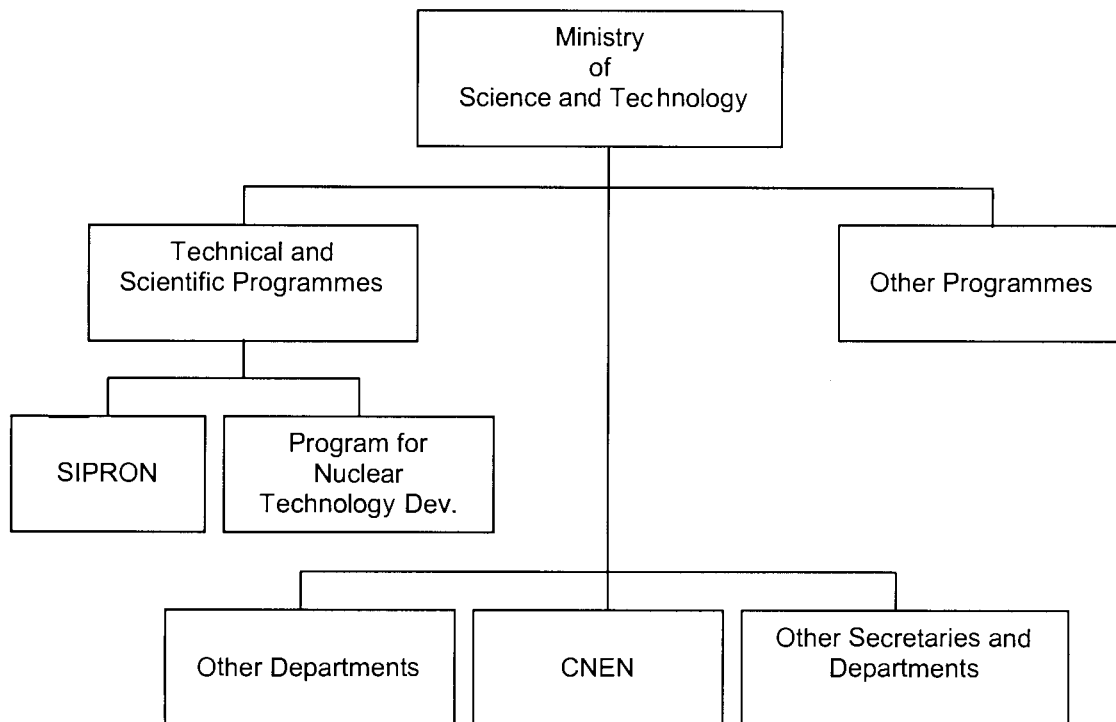 Ministry
of
Science and Technology
Technical and
Scientific Programmes
Other Programmes
SIPRON
Program for
Nuclear
Technology Dev.
Other Departments
CNEN
Other Secretaries and
Departments